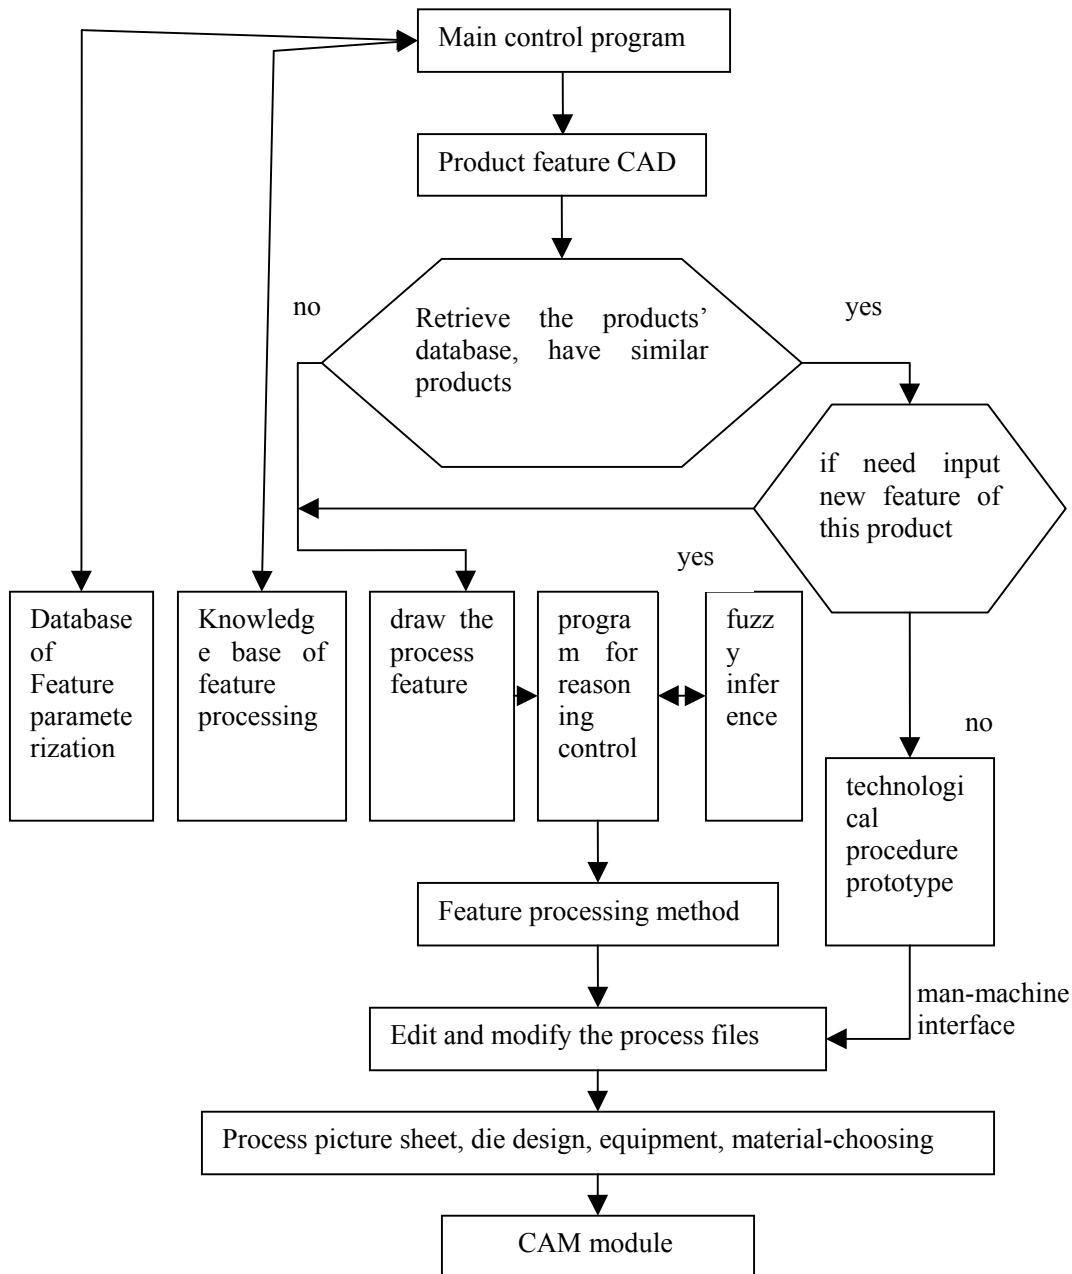 Main control program
Product feature CAD
no
yes
Retrieve the products’
database, have similar
products
if need input
new feature of
this product
yes
Database
of
Feature
paramete
rization
Knowledg
e base of
feature
processing
draw the
process
feature
progra
m for
reason
ing
control
fuzz
y
infer
ence
no
technologi
cal
procedure
prototype
Feature processing method
man-machine
interface
Edit and modify the process files
Process picture sheet, die design, equipment, material-choosing
CAM module